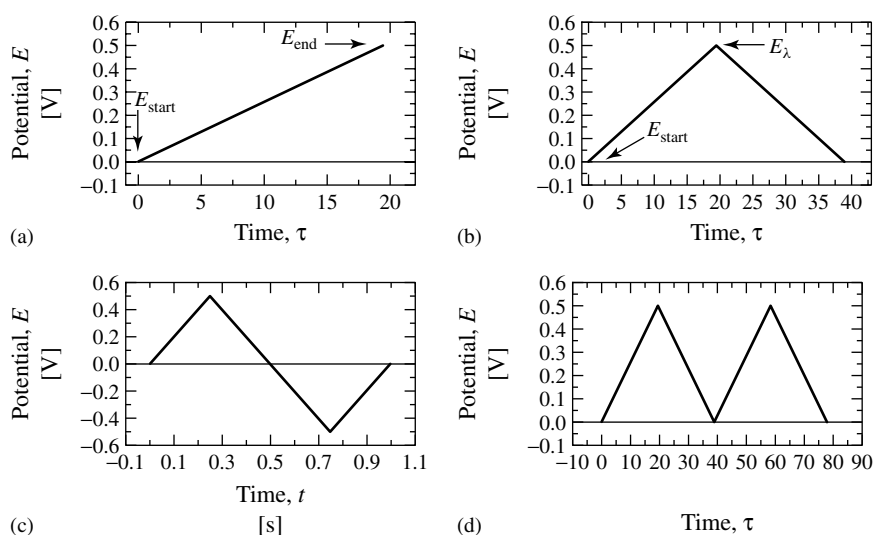 0.6
0.5
0.4
0.3
0.2
0.1
0.0
−0.1
Potential, E
[V]
E_end
E_start
0 5 10 15 20
(a)
Time, τ
0.6
0.5
0.4
0.3
0.2
0.1
0.0
−0.1
Potential, E
[V]
E_λ
E_start
0 5 10 15 20 25 30 35 40
(b)
Time, τ
0.6
0.4
0.2
0.0
−0.2
−0.4
−0.6
Potential, E
[V]
−0.1 0.1 0.3 0.5 0.7 0.9 1.1
Time, t
(c) [s]
0.6
0.5
0.4
0.3
0.2
0.1
0.0
−0.1
Potential, E
[V]
−10 0 10 20 30 40 50 60 70 80 90
(d) Time, τ